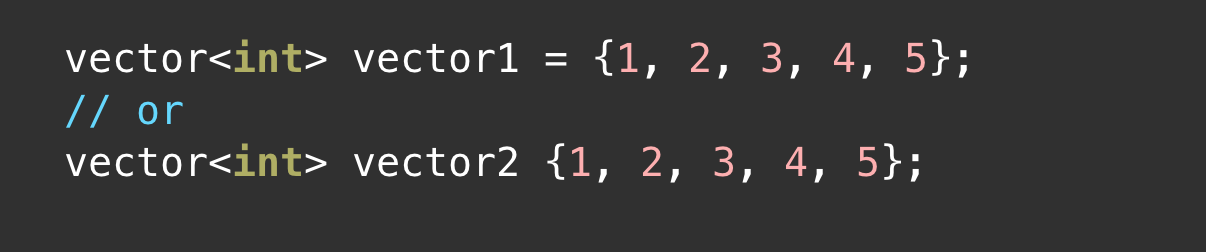 vector<int> vector1 = {1, 2, 3, 4, 5};
// or
vector<int> vector2 {1, 2, 3, 4, 5};